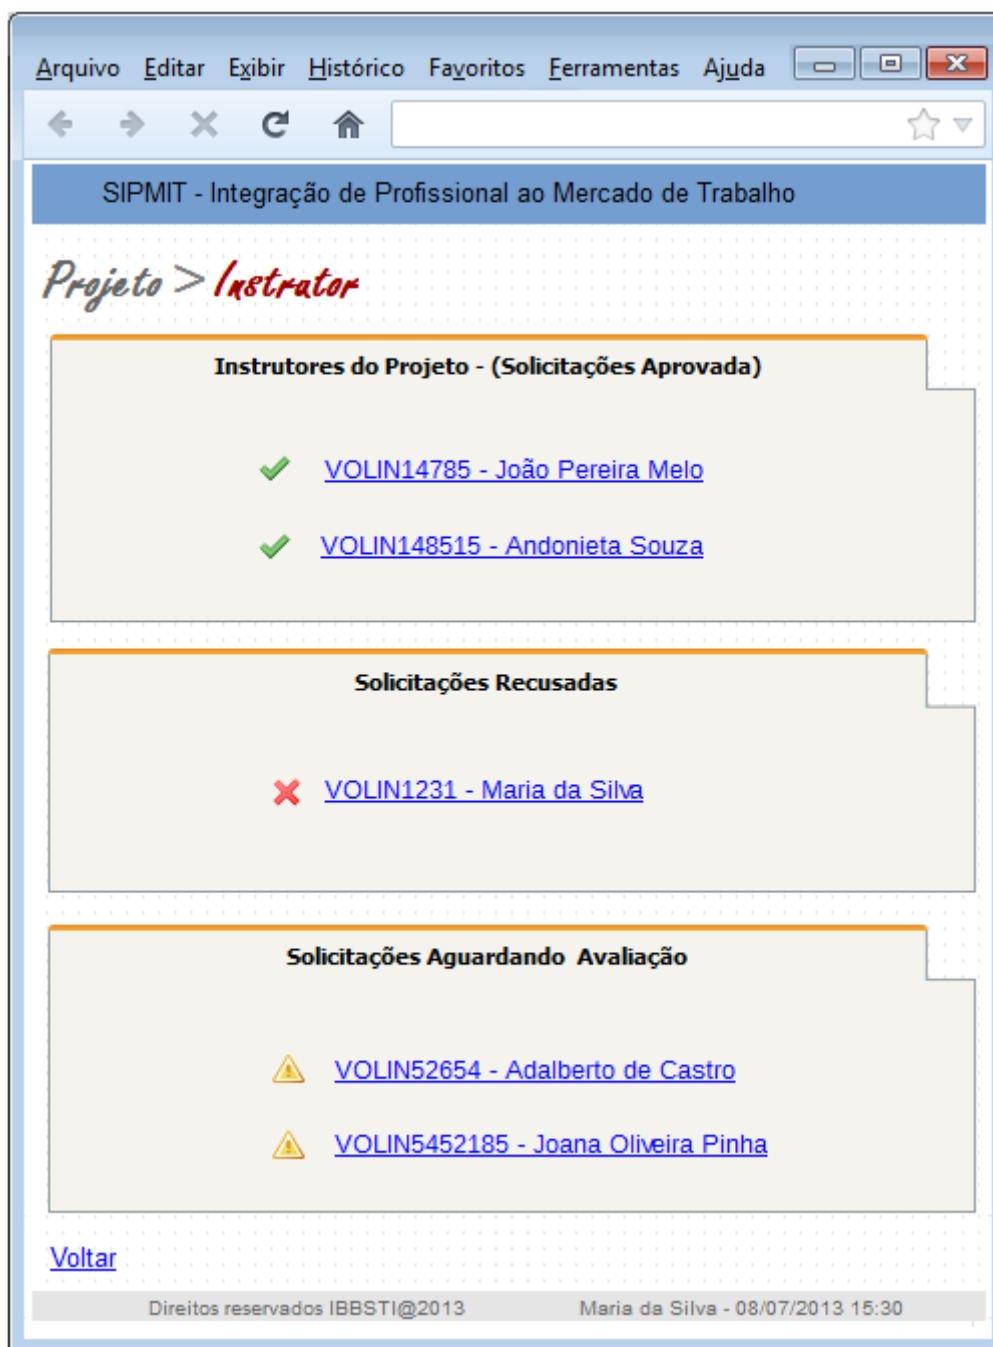 Arquivo Editar Exibir Histórico Favoritos Ferramentas Ajuda
SIPMIT - Integração de Profissional ao Mercado de Trabalho
Projeto > Instrutor
Instrutores do Projeto - (Solicitações Aprovada)
VOLIN14785 - João Pereira Melo
VOLIN148515 - Andonieta Souza
Solicitações Recusadas
VOLIN1231 - Maria da Silva
Solicitações Aguardando Avaliação
VOLIN52654 - Adalberto de Castro
VOLIN5452185 - Joana Oliveira Pinha
Voltar
Direitos reservados IBBSTI@2013 Maria da Silva - 08/07/2013 15:30